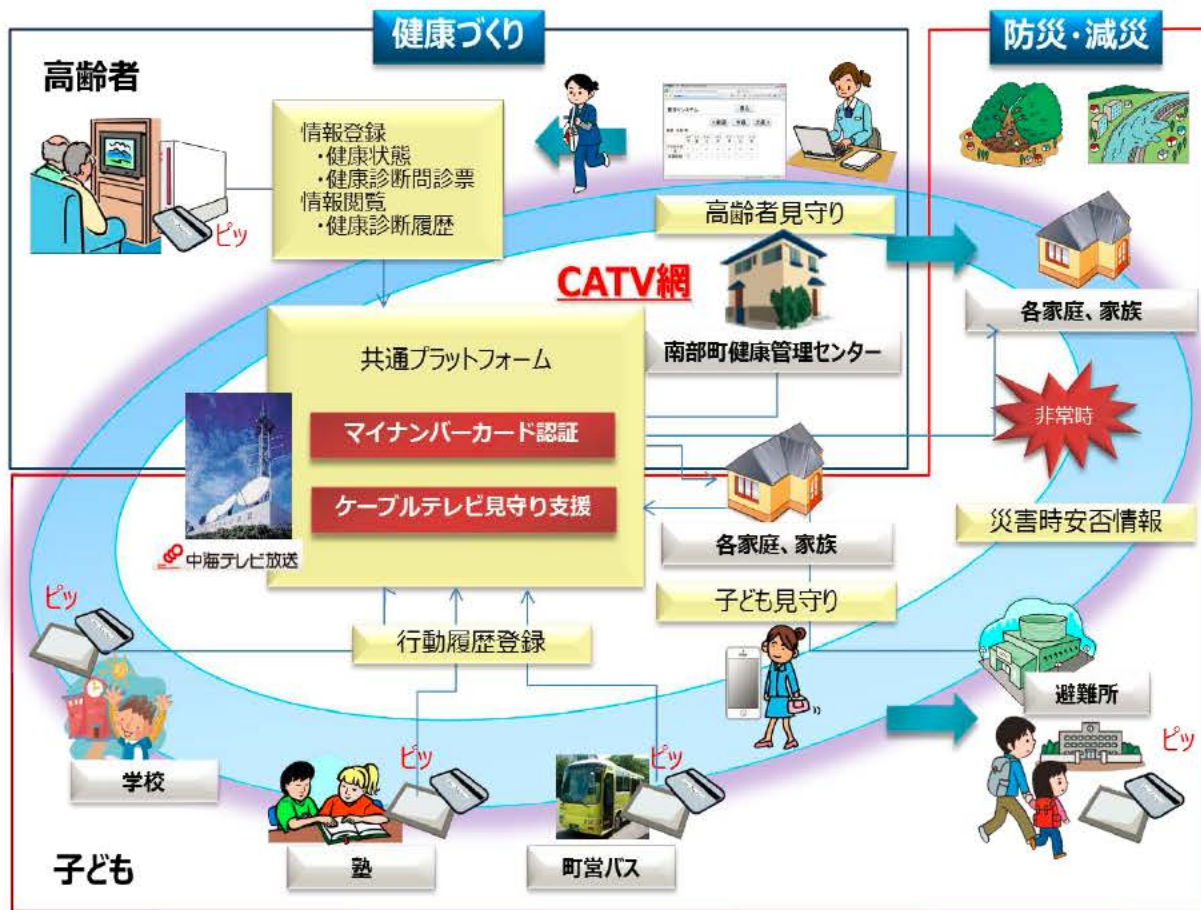 健康づくり
防災・減災
高齢者
情報登録
・健康状態
・健康診断問診票
情報閲覧
・健康診断履歴
ピッ
高齢者見守り
CATV網
南部町健康管理センター
各家庭、家族
共通プラットフォーム
マイナンバーカード認証
ケーブルテレビ見守り支援
中海テレビ放送
非常時
各家庭、家族
災害時安否情報
子ども見守り
ピッ
行動履歴登録
避難所
学校
ピッ
ピッ
ピッ
塾
町営バス
子ども